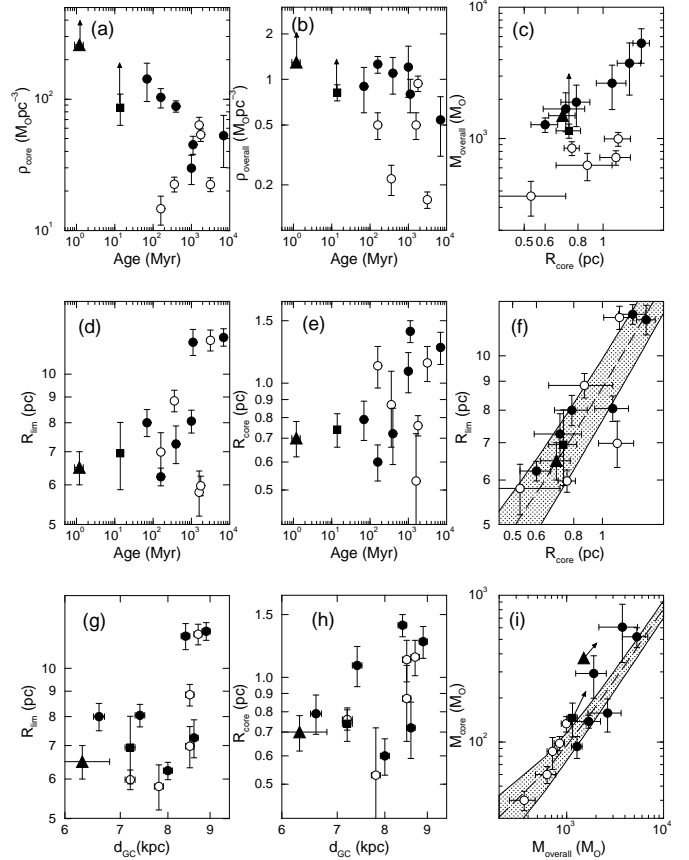 (a)
10²
10¹
ρcore (MOpc⁻³)
10⁰ 10¹ 10² 10³ 10⁴
Age (Myr)
(b)
2
1
0.5
0.2
ρoverall (MOpc⁻³)
10⁰ 10¹ 10² 10³ 10⁴
Age (Myr)
(c)
10⁴
10³
Moverall (MO)
0.5 0.6 0.8 1
Rcore (pc)
(d)
10
9
8
7
6
5
Rlim (pc)
10⁰ 10¹ 10² 10³ 10⁴
Age (Myr)
(e)
1.5
1.0
0.9
0.8
0.7
0.6
0.5
Rcore (pc)
10⁰ 10¹ 10² 10³ 10⁴
Age (Myr)
(f)
10
9
8
7
6
5
Rlim (pc)
0.5 0.6 0.8 1
Rcore (pc)
(g)
10
9
8
7
6
5
Rlim (pc)
6 7 8 9
dGC(kpc)
(h)
1.5
1.0
0.9
0.8
0.7
0.6
0.5
Rcore (pc)
6 7 8 9
dGC (kpc)
(i)
10³
10²
Mcore (MO)
10³ 10⁴
Moverall (MO)